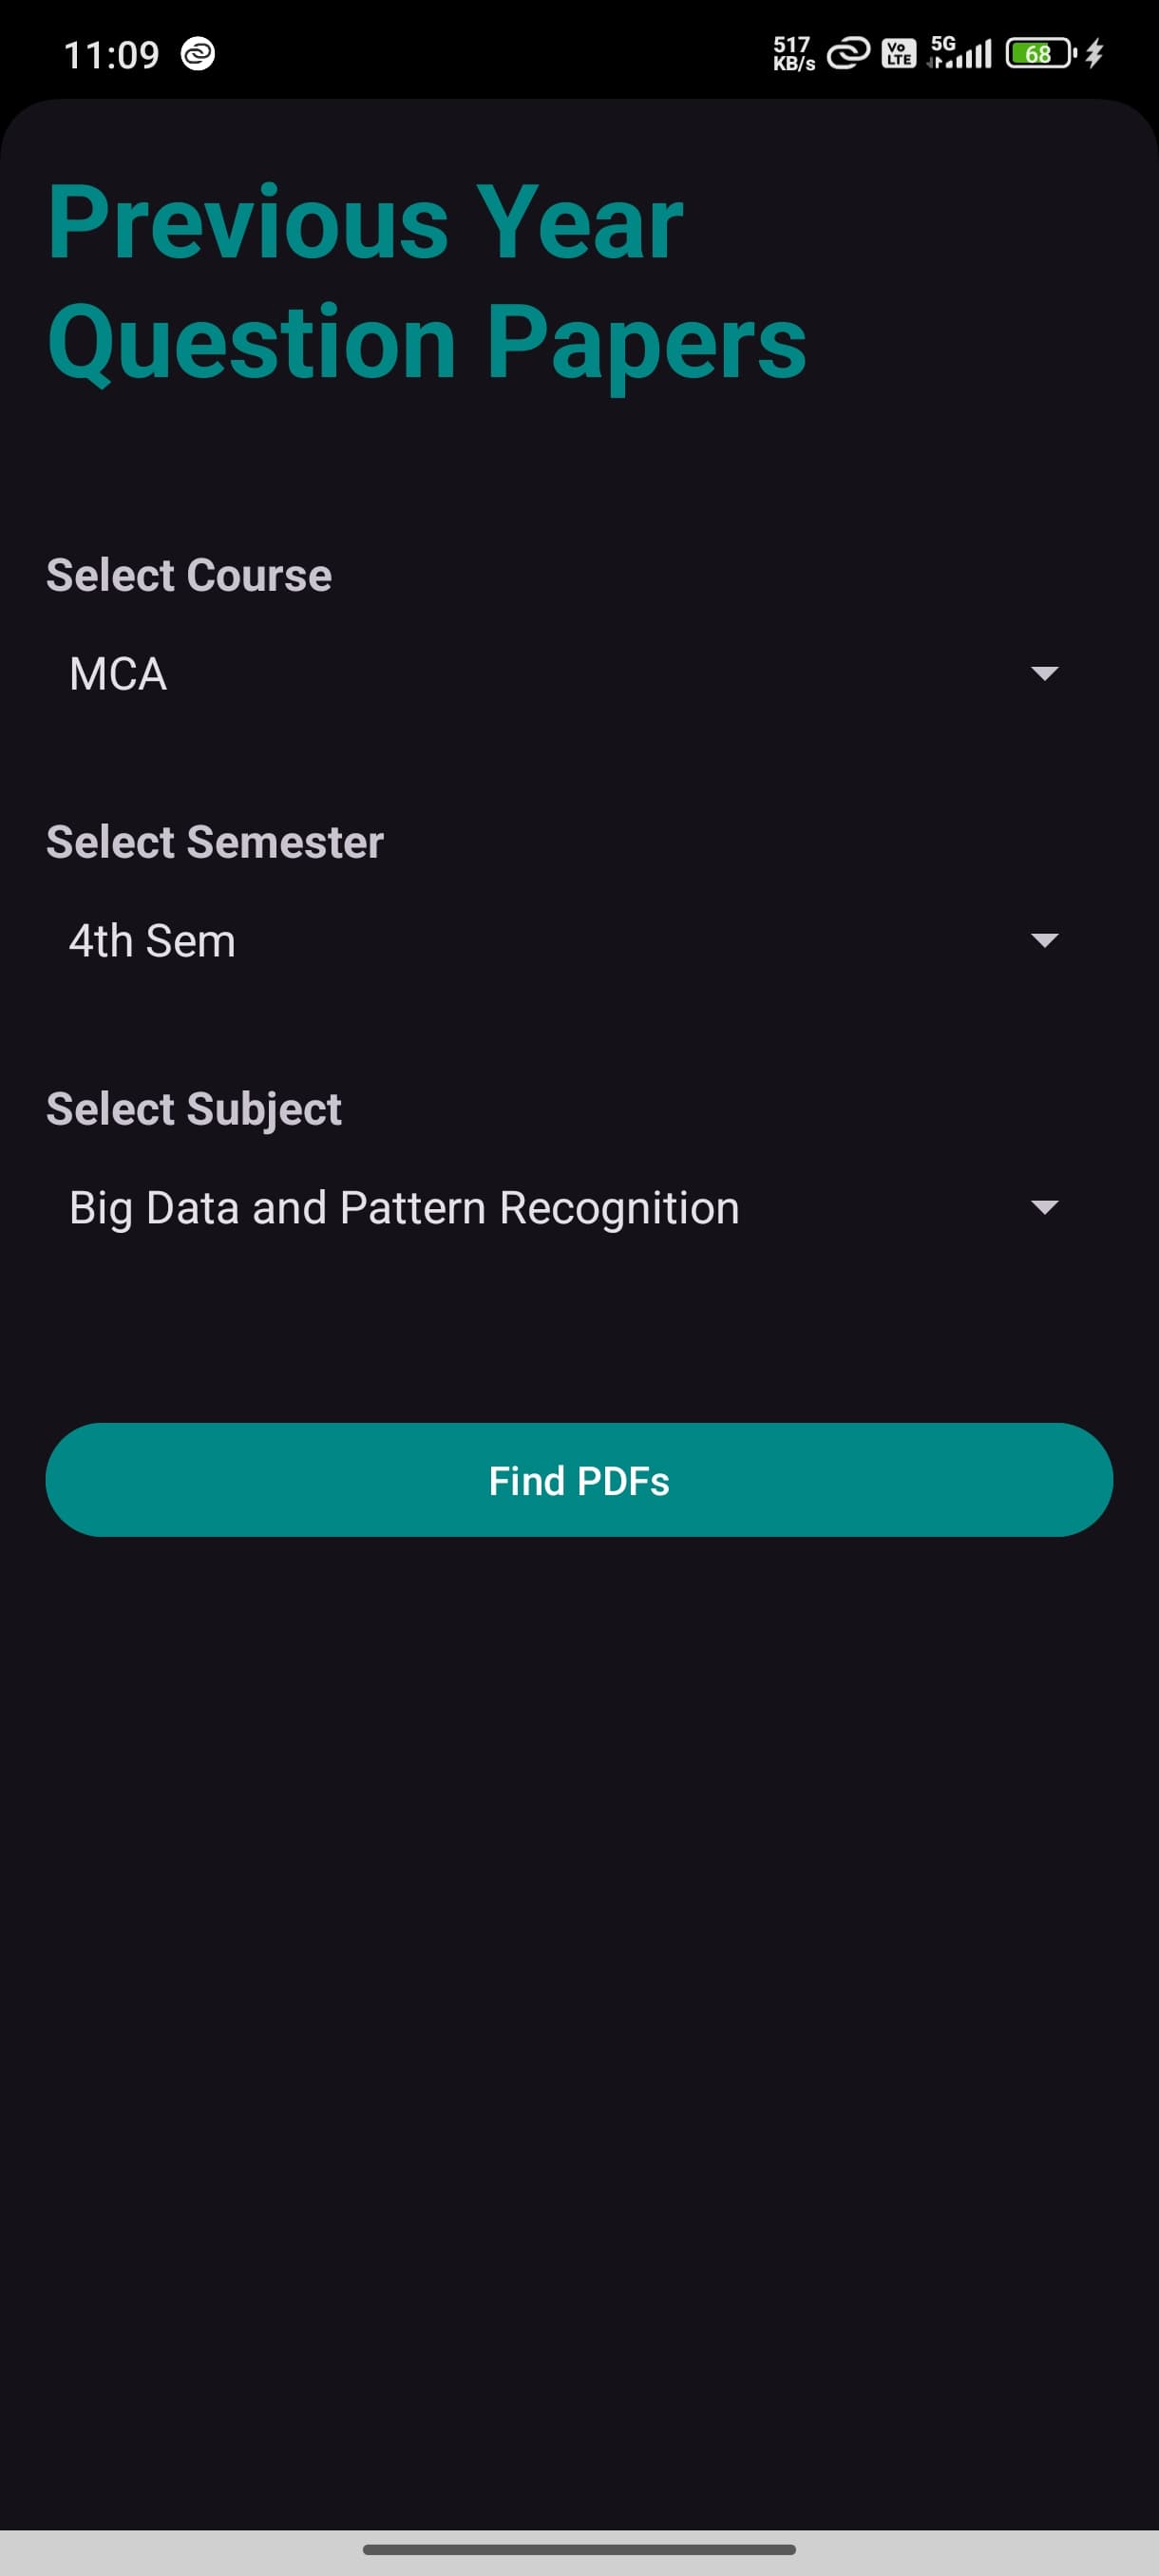 11:09
517
KB/s
Vo
LTE
5G
68
Previous Year
Question Papers
Select Course
MCA
Select Semester
4th Sem
Select Subject
Big Data and Pattern Recognition
Find PDFs